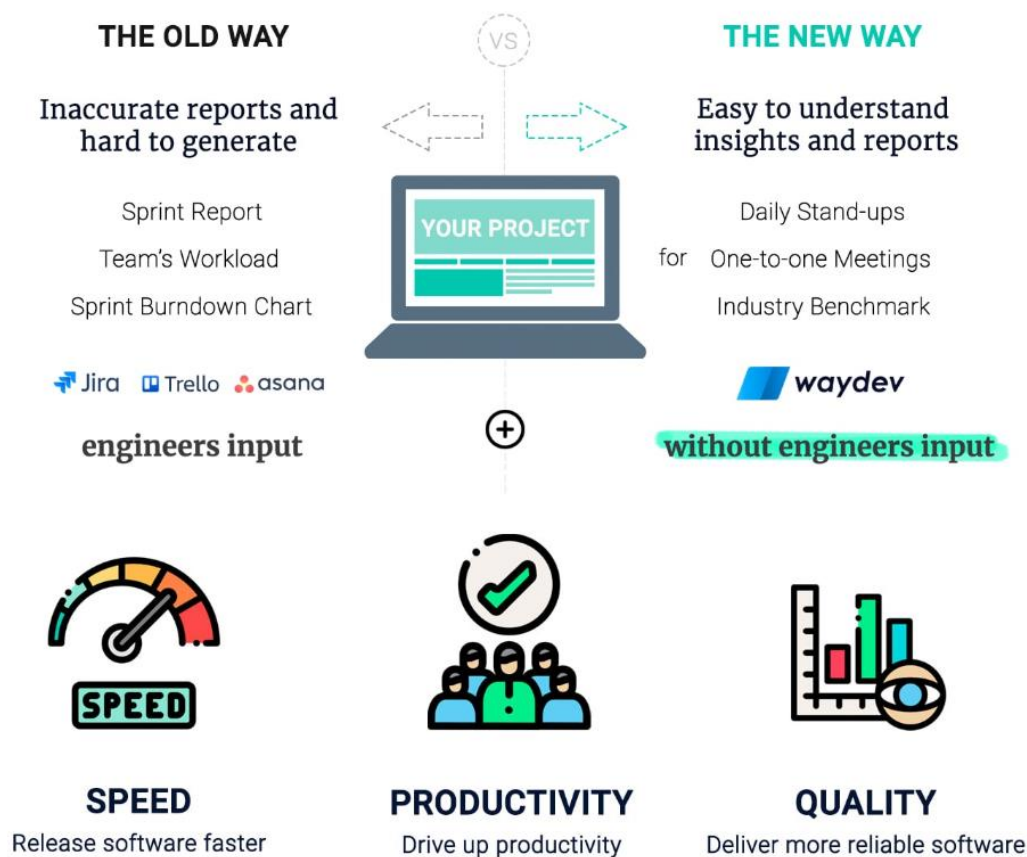 THE OLD WAY
VS
THE NEW WAY
Inaccurate reports and
hard to generate
Easy to understand
insights and reports
Sprint Report
Team's Workload
Sprint Burndown Chart
YOUR PROJECT
Daily Stand-ups
for One-to-one Meetings
Industry Benchmark
Jira Trello asana
waydev
engineers input
without engineers input
SPEED
SPEED
Release software faster
PRODUCTIVITY
Drive up productivity
QUALITY
Deliver more reliable software